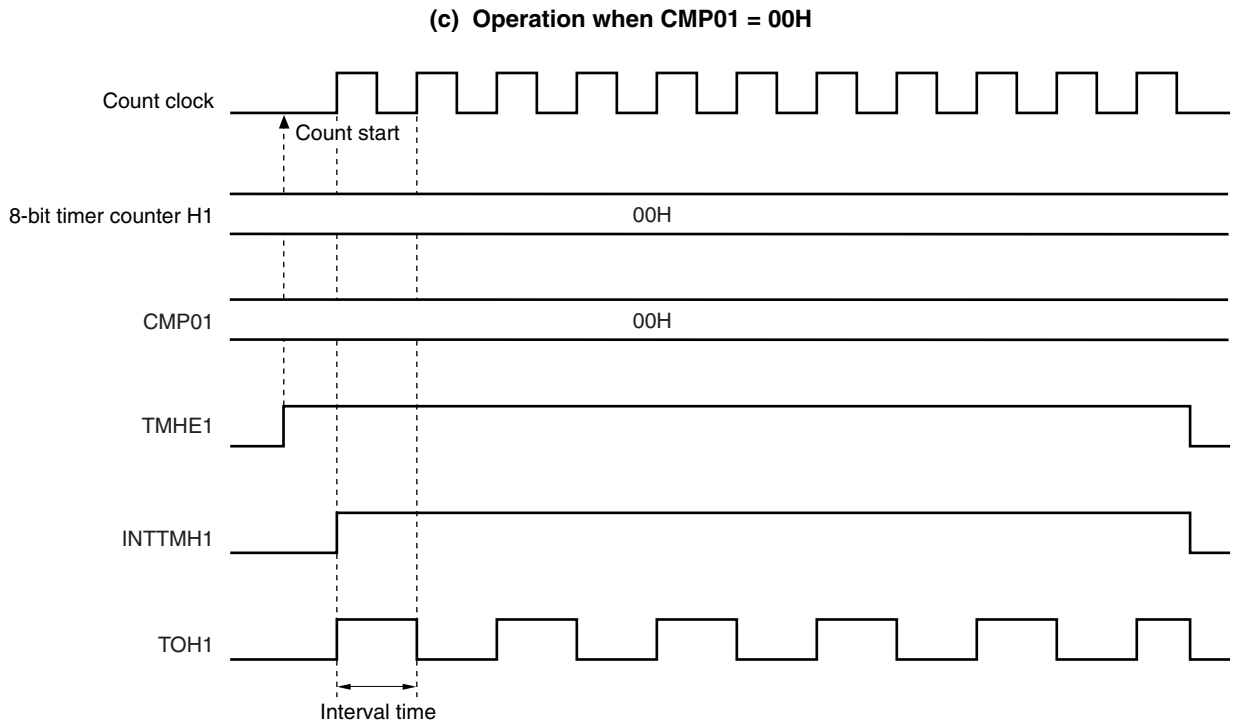 (c) Operation when CMP01 = 00H
Count clock
Count start
8-bit timer counter H1
00H
CMP01
00H
TMHE1
INTTMH1
TOH1
Interval time